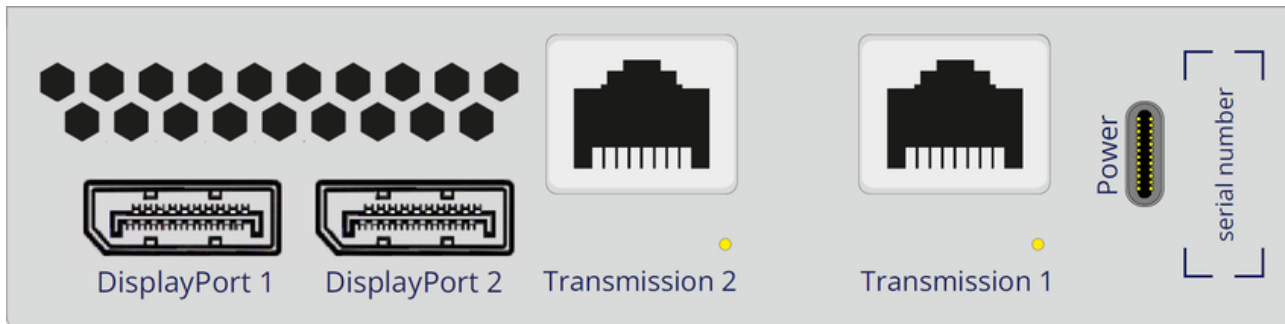 DisplayPort 1
DisplayPort 2
Transmission 2
Transmission 1
Power
serial number